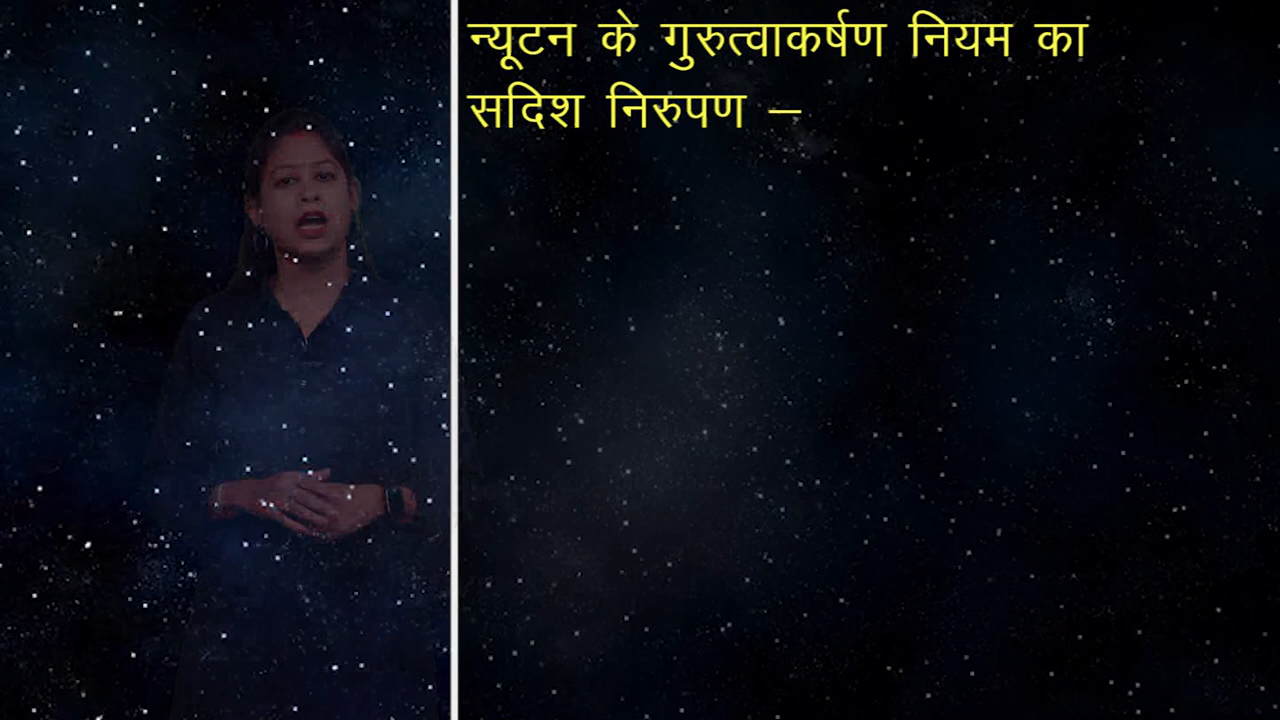 न्यूटन के गुरुत्वाकर्षण नियम का
सदिश निरुपण –